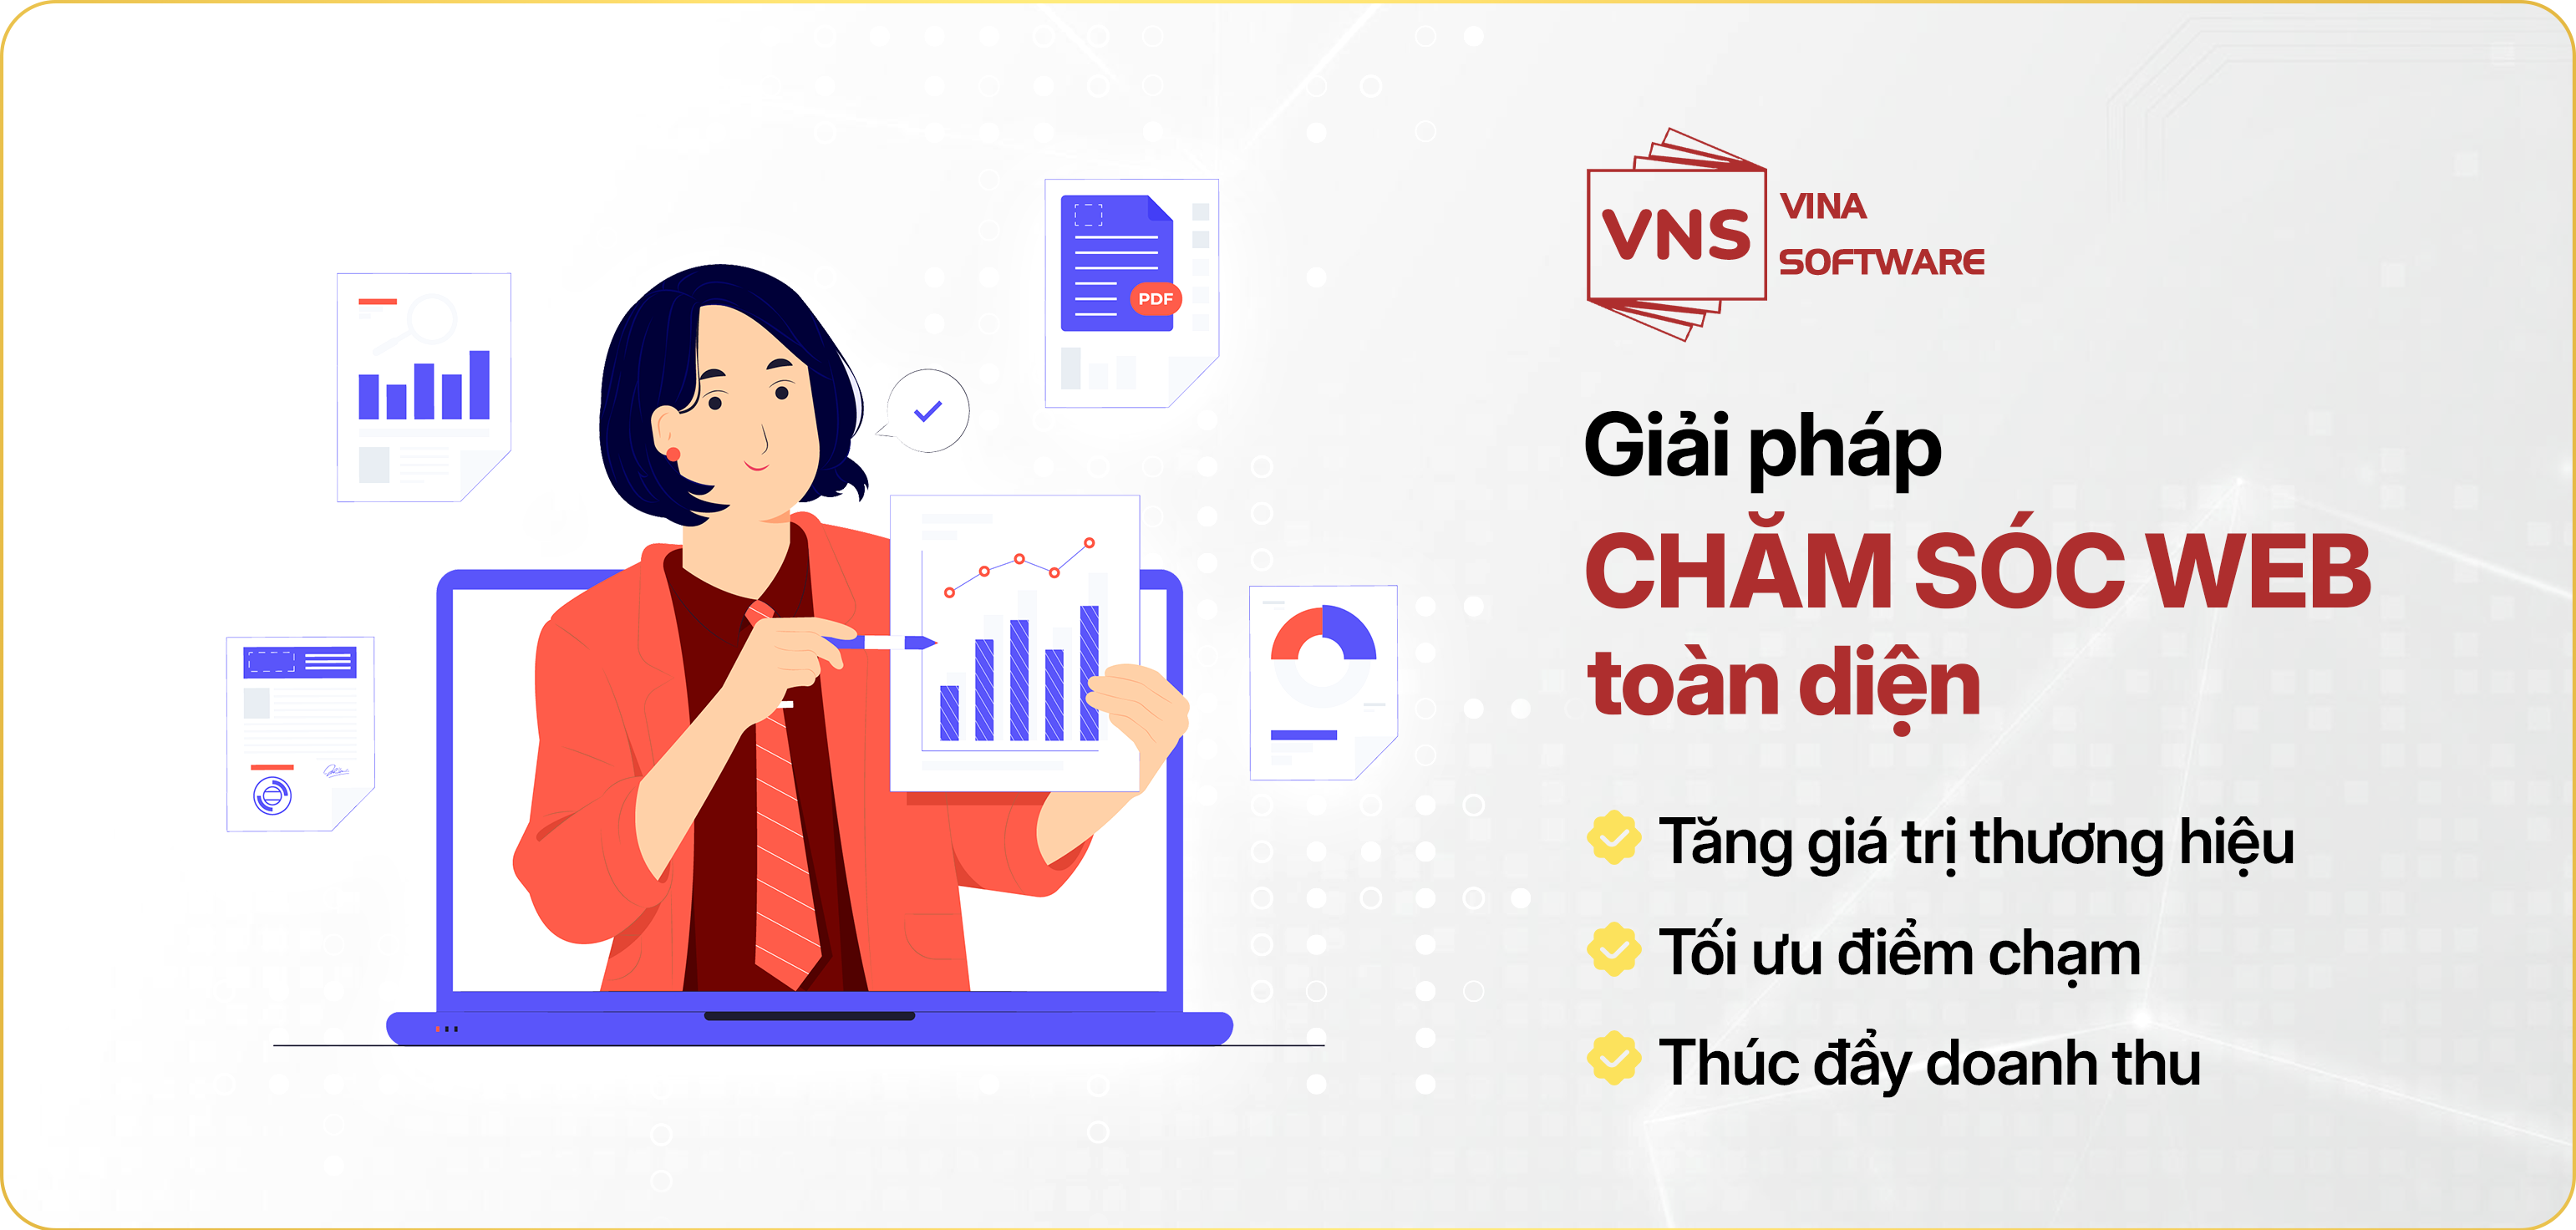 PDF
VNS
VINA
SOFTWARE
Giải pháp
CHĂM SÓC WEB
toàn diện
Tăng giá trị thương hiệu
Tối ưu điểm chạm
Thúc đẩy doanh thu